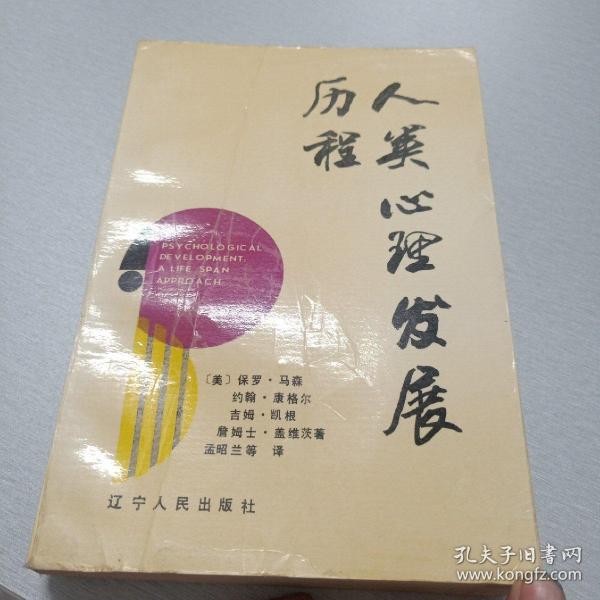 人类心理发展
历程
PSYCHOLOGICAL
DEVELOPMENT.
A LIFE SPAN
APPROACH
〔美〕保罗·马森
约翰·康格尔
吉姆·凯根
詹姆士·盖维茨著
孟昭兰等 译
辽宁人民出版社
孔夫子旧书网
www.kongfz.com